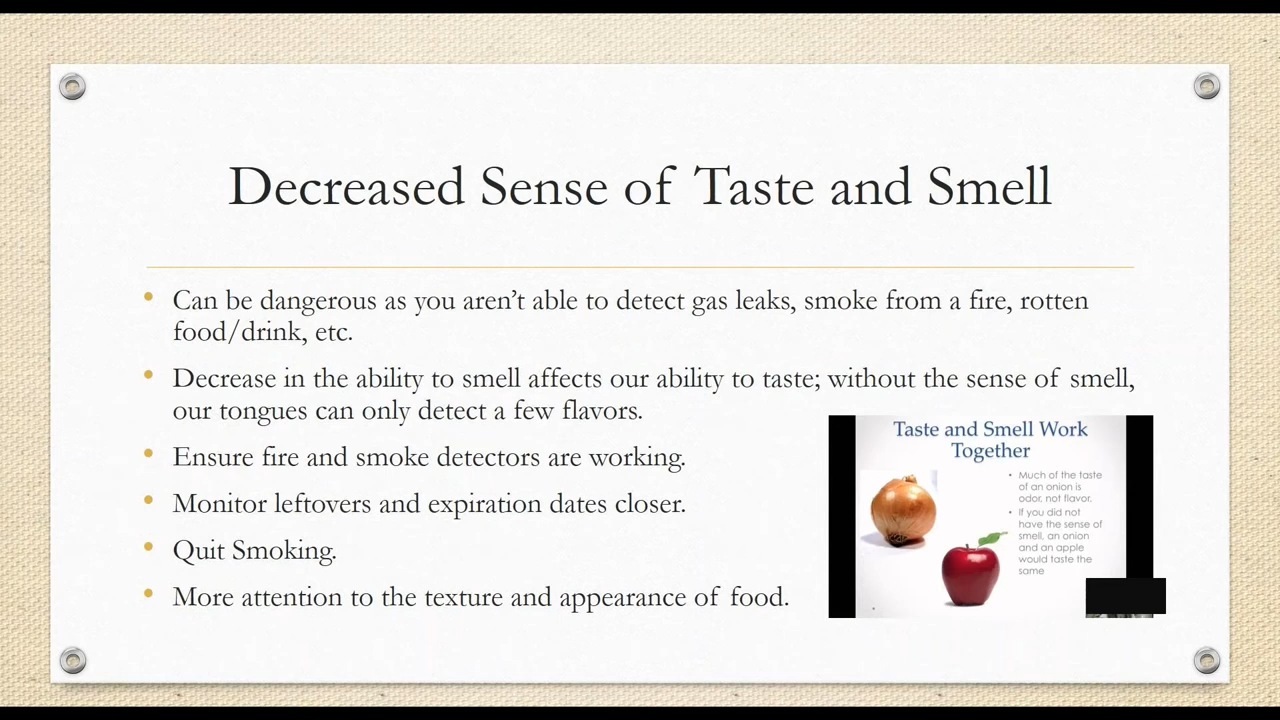 Decreased Sense of Taste and Smell
• Can be dangerous as you aren’t able to detect gas leaks, smoke from a fire, rotten
food/drink, etc.
• Decrease in the ability to smell affects our ability to taste; without the sense of smell,
our tongues can only detect a few flavors.
• Ensure fire and smoke detectors are working.
• Monitor leftovers and expiration dates closer.
• Quit Smoking.
• More attention to the texture and appearance of food.
Taste and Smell Work
Together
• Much of the taste
of an onion is
odor, not flavor.
• If you did not
have the sense of
smell, an onion
and an apple
would taste the
same